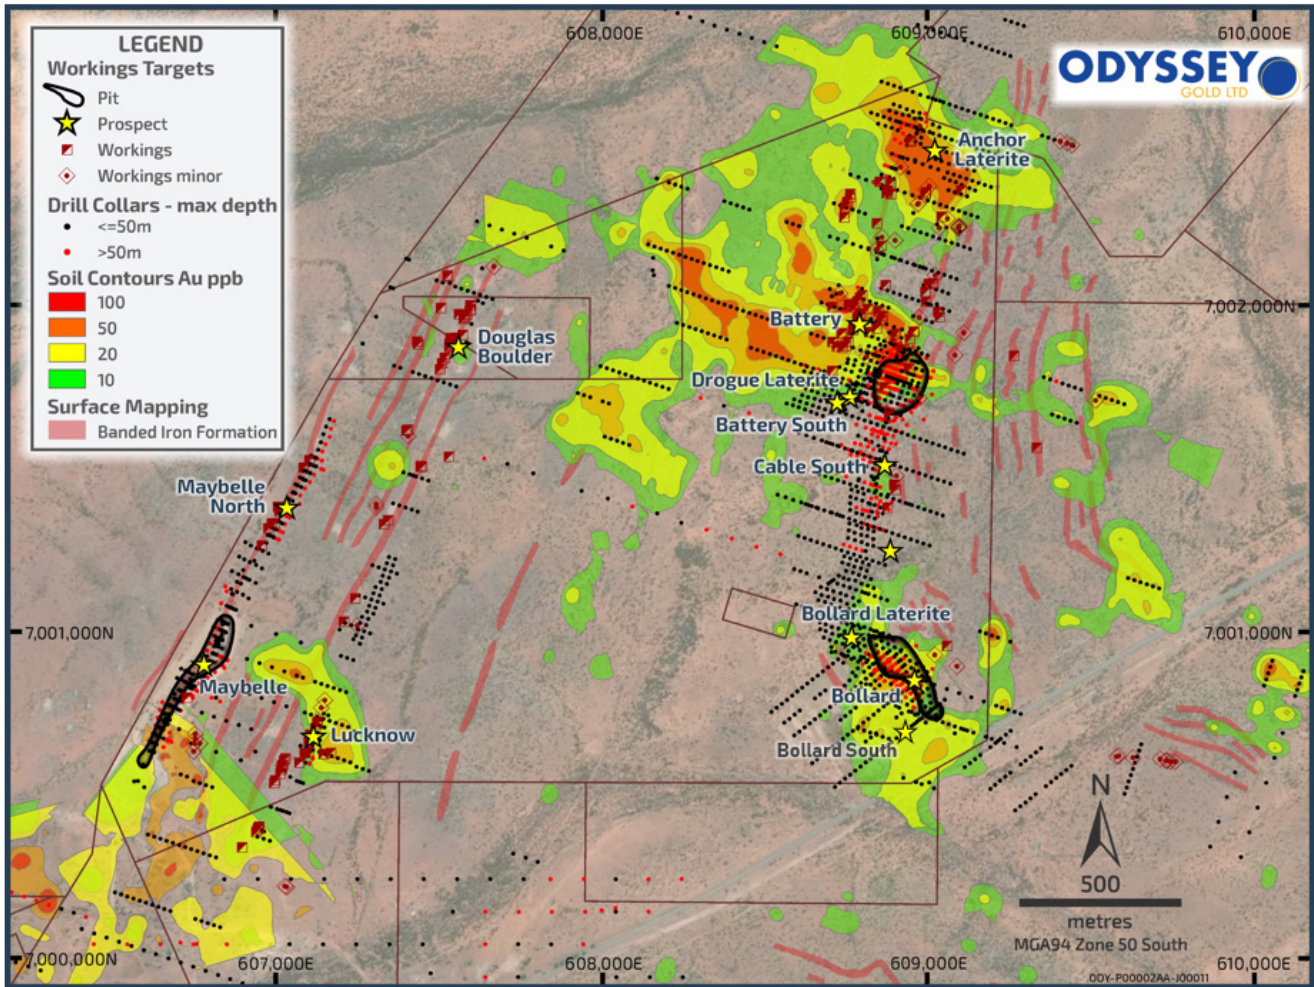 608,000E
609,000E
610,000E
ODYSSEY
GOLD LTD
LEGEND
Workings Targets
Pit
Prospect
Workings
Workings minor
Drill Collars - max depth
<=50m
>50m
Soil Contours Au ppb
100
50
20
10
Surface Mapping
Banded Iron Formation
Anchor
Laterite
7,002,000N
Battery
Douglas
Boulder
Drogue Laterite
Battery South
Cable South
Maybelle
North
Bollard Laterite
7,001,000N
7,001,000N
Maybelle
Bollard
Lucknow
Bollard South
N
500
metres
MGA94 Zone 50 South
7,000,000N
607,000E
608,000E
609,000E
610,000E
ODY-P00002AA-J00011